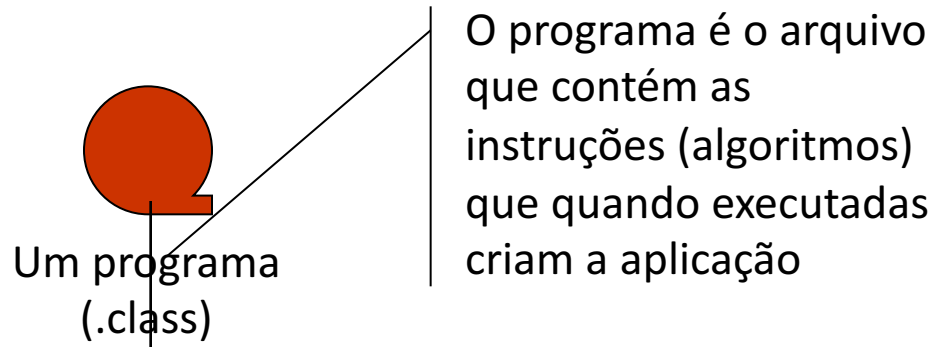 O programa é o arquivo
que contém as
instruções (algoritmos)
que quando executadas
criam a aplicação
Um programa
(.class)